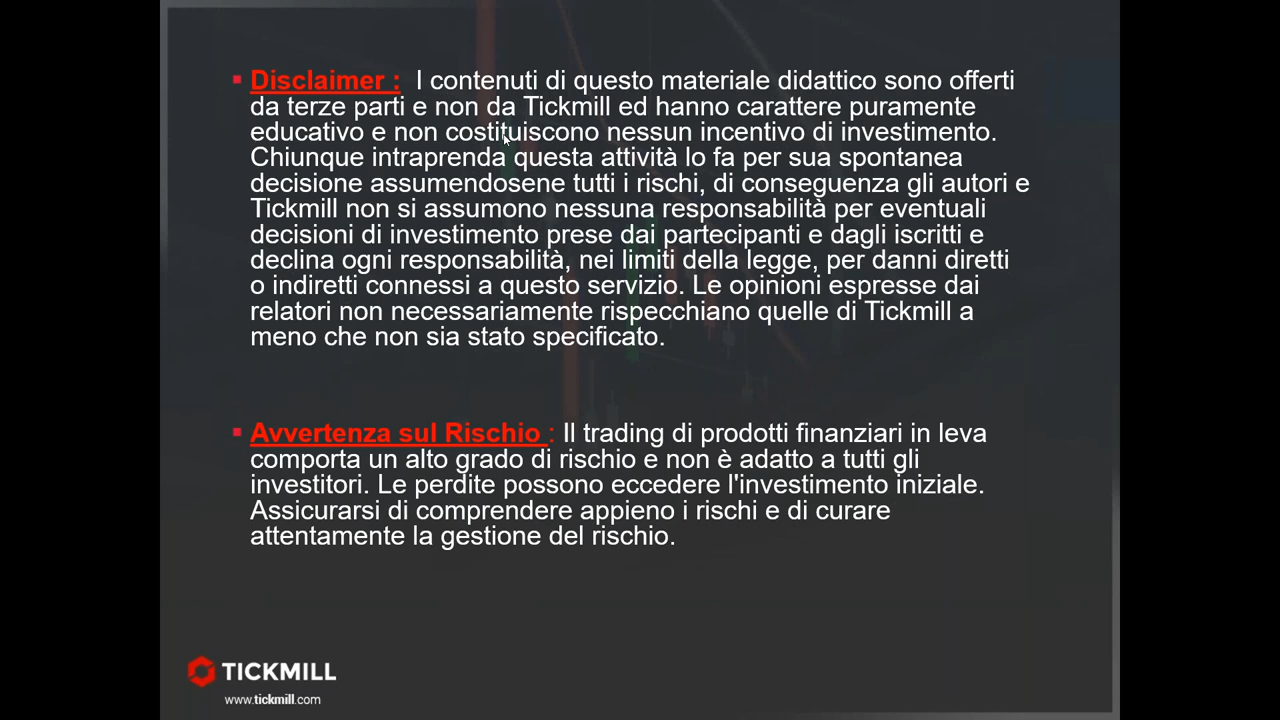 ▪ Disclaimer : I contenuti di questo materiale didattico sono offerti
da terze parti e non da Tickmill ed hanno carattere puramente
educativo e non costituiscono nessun incentivo di investimento.
Chiunque intraprenda questa attività lo fa per sua spontanea
decisione assumendosene tutti i rischi, di conseguenza gli autori e
Tickmill non si assumono nessuna responsabilità per eventuali
decisioni di investimento prese dai partecipanti e dagli iscritti e
declina ogni responsabilità, nei limiti della legge, per danni diretti
o indiretti connessi a questo servizio. Le opinioni espresse dai
relatori non necessariamente rispecchiano quelle di Tickmill a
meno che non sia stato specificato.
▪ Avvertenza sul Rischio : Il trading di prodotti finanziari in leva
comporta un alto grado di rischio e non è adatto a tutti gli
investitori. Le perdite possono eccedere l'investimento iniziale.
Assicurarsi di comprendere appieno i rischi e di curare
attentamente la gestione del rischio.
TICKMILL
www.tickmill.com